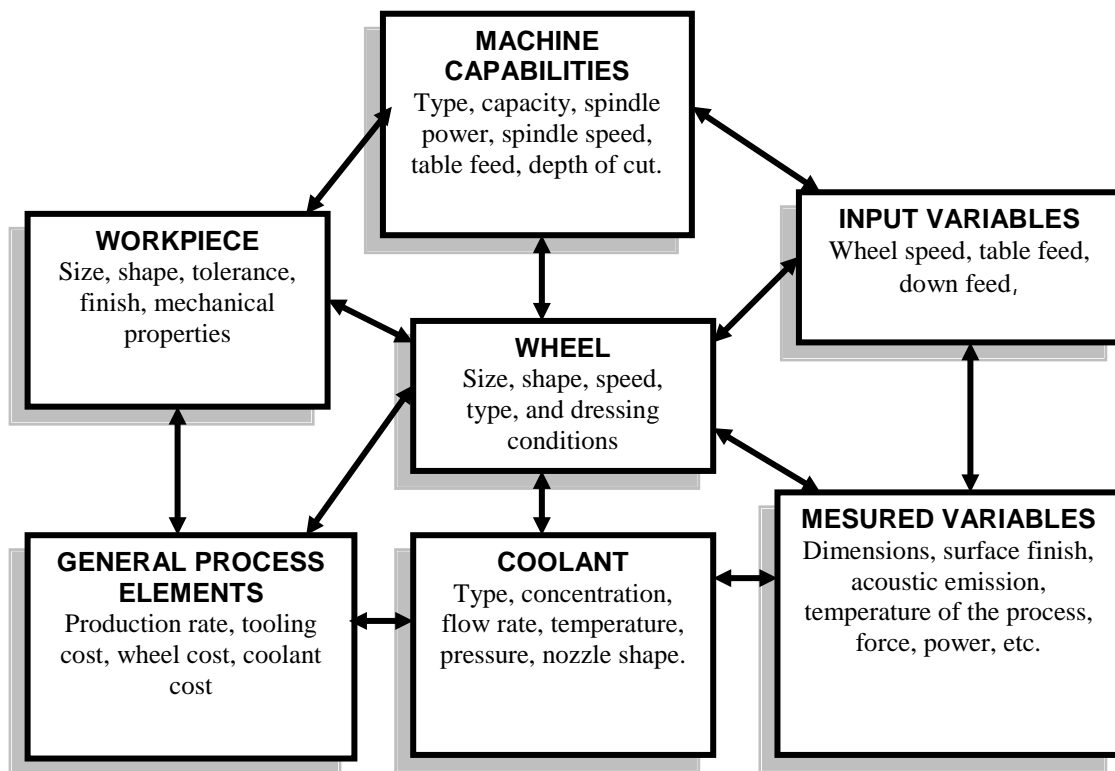 MACHINE
CAPABILITIES
Type, capacity, spindle
power, spindle speed,
table feed, depth of cut.
WORKPIECE
Size, shape, tolerance,
finish, mechanical
properties
INPUT VARIABLES
Wheel speed, table feed,
down feed,
WHEEL
Size, shape, speed,
type, and dressing
conditions
GENERAL PROCESS
ELEMENTS
Production rate, tooling
cost, wheel cost, coolant
cost
COOLANT
Type, concentration,
flow rate, temperature,
pressure, nozzle shape.
MESURED VARIABLES
Dimensions, surface finish,
acoustic emission,
temperature of the process,
force, power, etc.